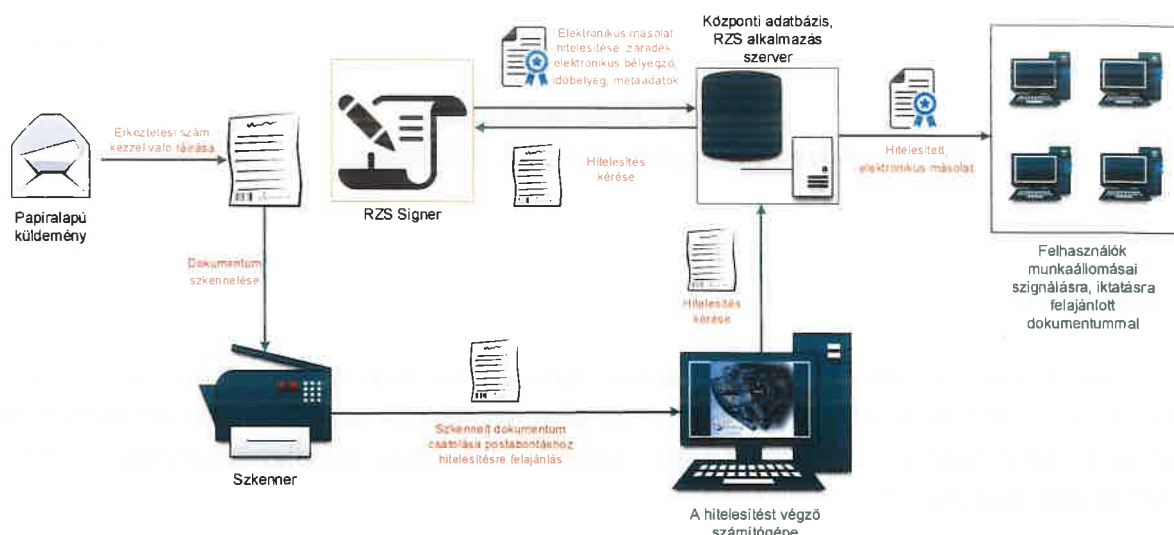 Papíralapú
küldemény
Érkeztetési szám
kézzel való ráírása
Dokumentum
szkennelése
Szkenner
Szkennelt dokumentum
csatolása postabontáshoz
hitelesítésre felajánlás
A hitelesítést végző
számítógépe
Hitelesítés
kérése
Központi adatbázis,
RZS alkalmazás
szerver
Hitelesítés
kérése
RZS Signer
Elektronikus másolat
hitelesítése: záradék,
elektronikus bélyegző,
időbélyeg, metaadatok
Hitelesített,
elektronikus másolat
Felhasználók
munkaállomásai
szignálásra, iktatásra
felajánlott
dokumentummal